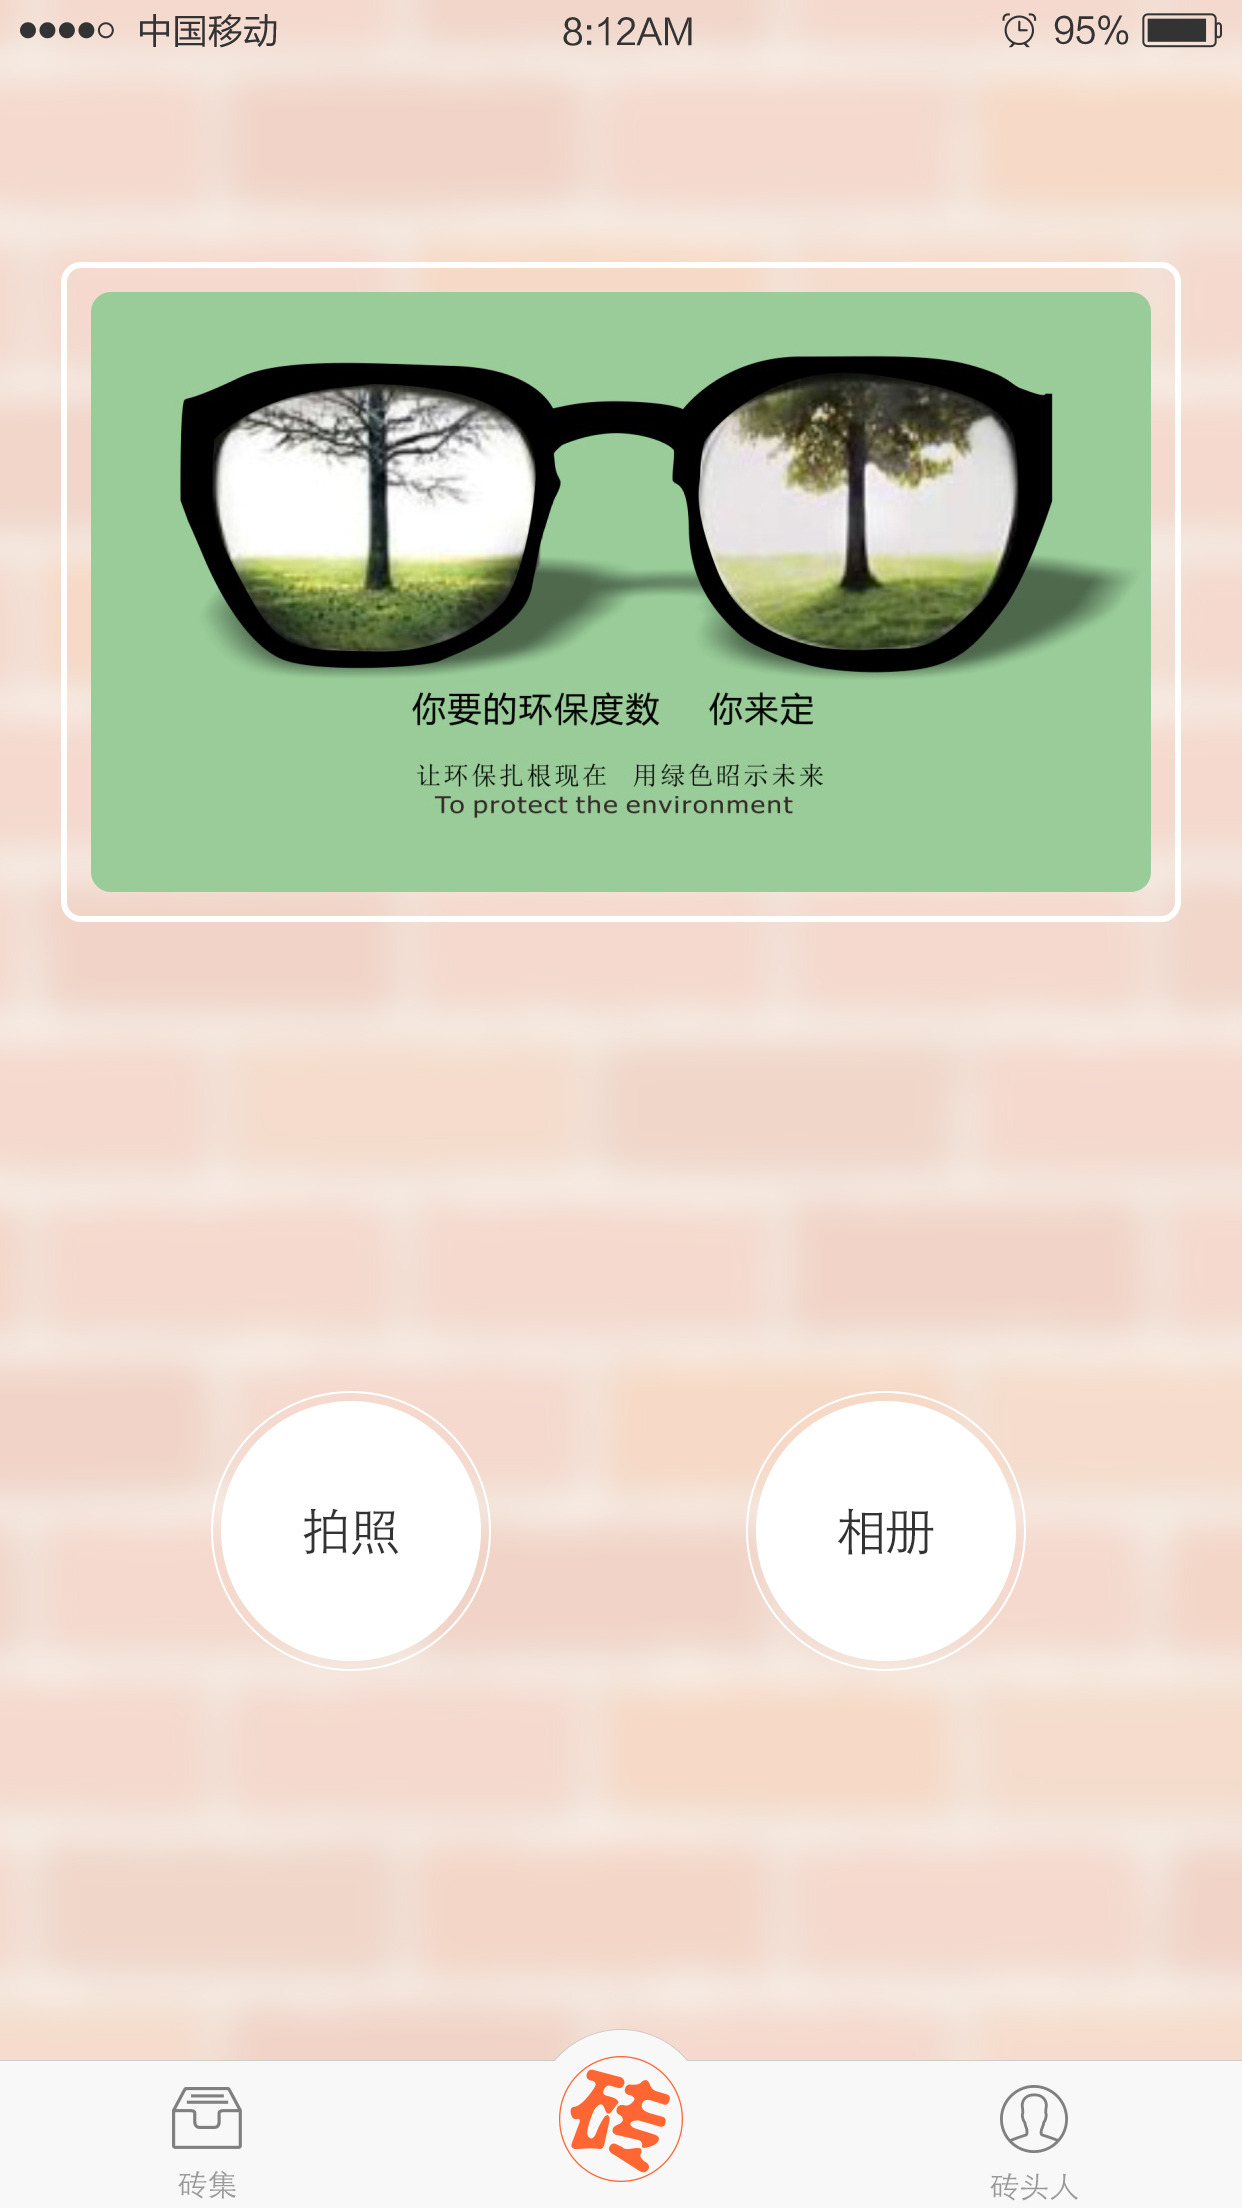 中国移动 8:12AM 95%
你要的环保度数 你来定
让环保扎根现在 用绿色昭示未来
To protect the environment
拍照 相册
砖
砖集 砖头人